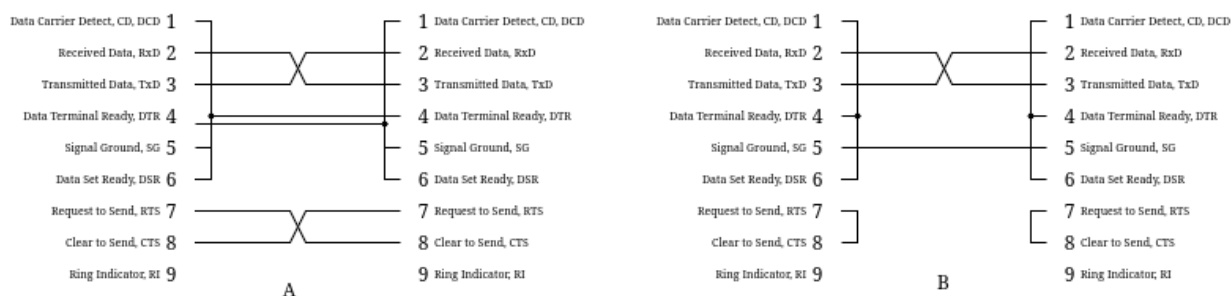 Data Carrier Detect, CD, DCD 1 1 Data Carrier Detect, CD, DCD
Received Data, RxD 2 2 Received Data, RxD
Transmitted Data, TxD 3 3 Transmitted Data, TxD
Data Terminal Ready, DTR 4 4 Data Terminal Ready, DTR
Signal Ground, SG 5 5 Signal Ground, SG
Data Set Ready, DSR 6 6 Data Set Ready, DSR
Request to Send, RTS 7 7 Request to Send, RTS
Clear to Send, CTS 8 8 Clear to Send, CTS
Ring Indicator, RI 9 9 Ring Indicator, RI
A
Data Carrier Detect, CD, DCD 1 1 Data Carrier Detect, CD, DCD
Received Data, RxD 2 2 Received Data, RxD
Transmitted Data, TxD 3 3 Transmitted Data, TxD
Data Terminal Ready, DTR 4 4 Data Terminal Ready, DTR
Signal Ground, SG 5 5 Signal Ground, SG
Data Set Ready, DSR 6 6 Data Set Ready, DSR
Request to Send, RTS 7 7 Request to Send, RTS
Clear to Send, CTS 8 8 Clear to Send, CTS
Ring Indicator, RI 9 9 Ring Indicator, RI
B